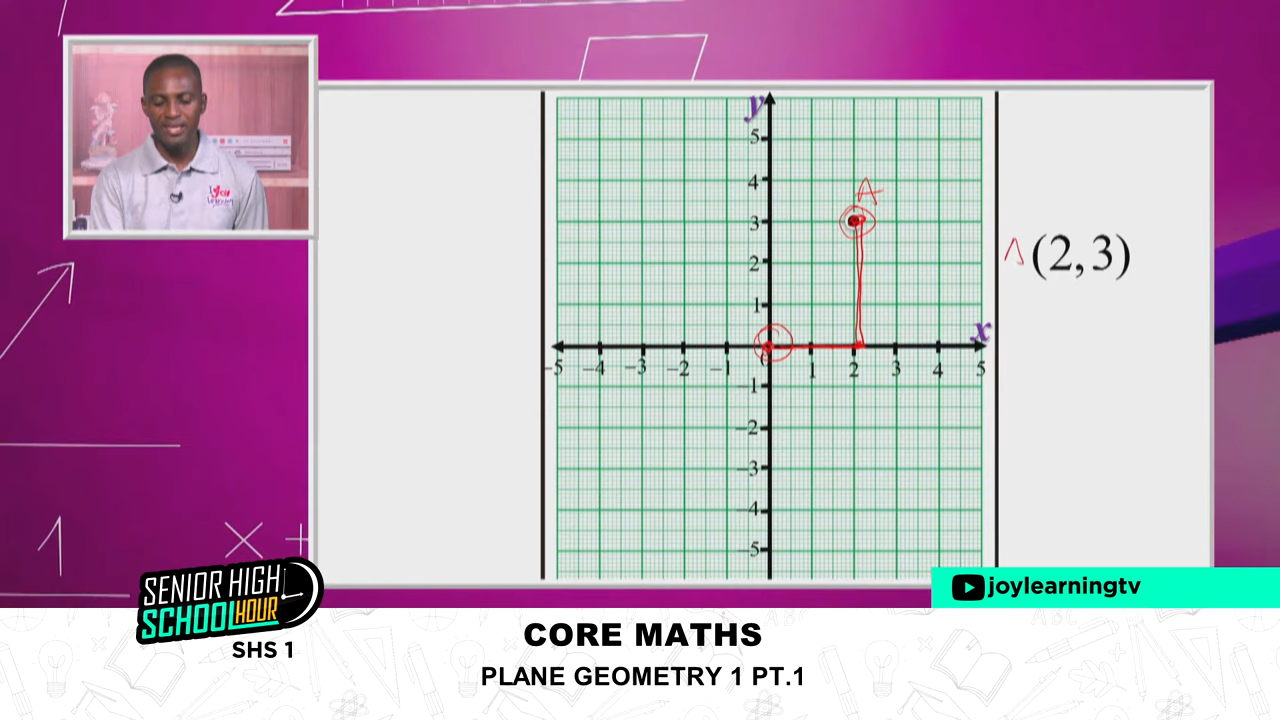 y
5
4
A
3
2
A(2,3)
1
x
-5 -4 -3 -2 -1 1 2 3 4 5
-1
-2
-3
-4
-5
1
× +
SENIOR HIGH
SCHOOL HOUR
SHS 1
joylearningtv
CORE MATHS
PLANE GEOMETRY 1 PT.1